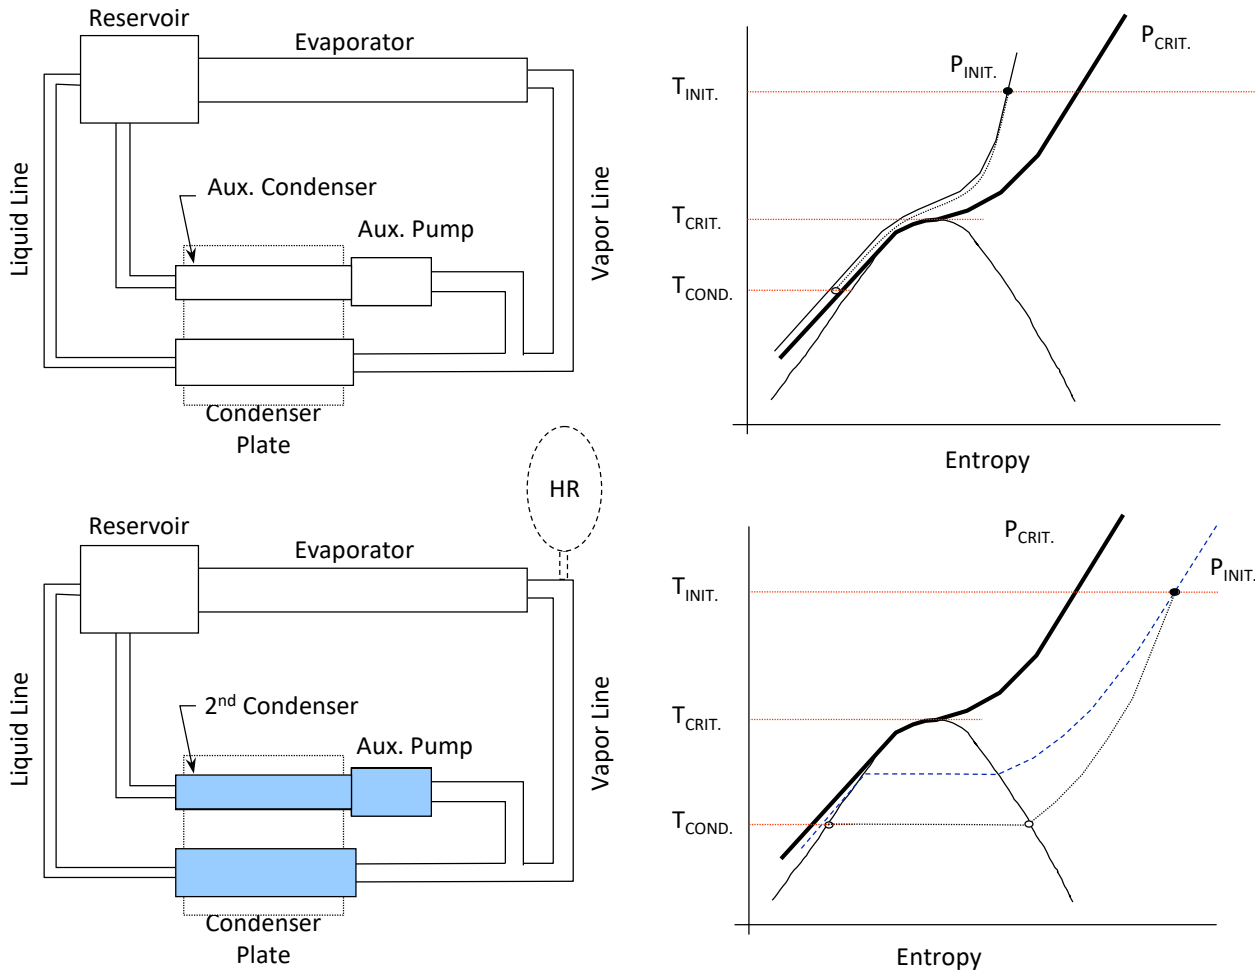 Reservoir
Evaporator
Liquid Line
Aux. Condenser
Aux. Pump
Vapor Line
Condenser
Plate
P_CRIT.
P_INIT.
T_INIT.
T_CRIT.
T_COND.
Entropy
HR
Reservoir
Evaporator
Liquid Line
2nd Condenser
Aux. Pump
Vapor Line
Condenser
Plate
P_CRIT.
P_INIT.
T_INIT.
T_CRIT.
T_COND.
Entropy